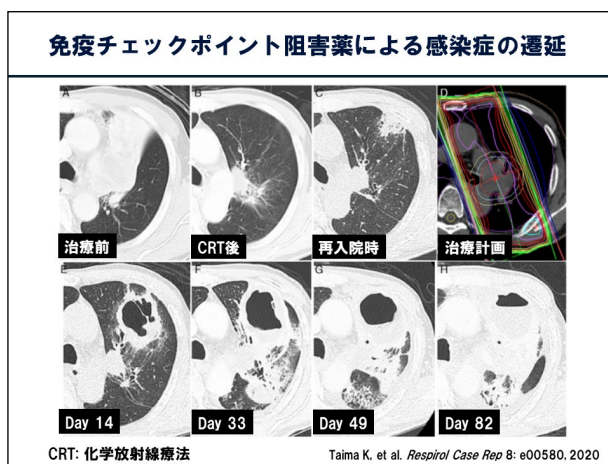 免疫チェックポイント阻害薬による感染症の遷延
A
B
C
D
治療前
CRT後
再入院時
治療計画
E
F
G
H
Day 14
Day 33
Day 49
Day 82
CRT: 化学放射線療法
Taima K, et al. Respirol Case Rep 8: e00580, 2020